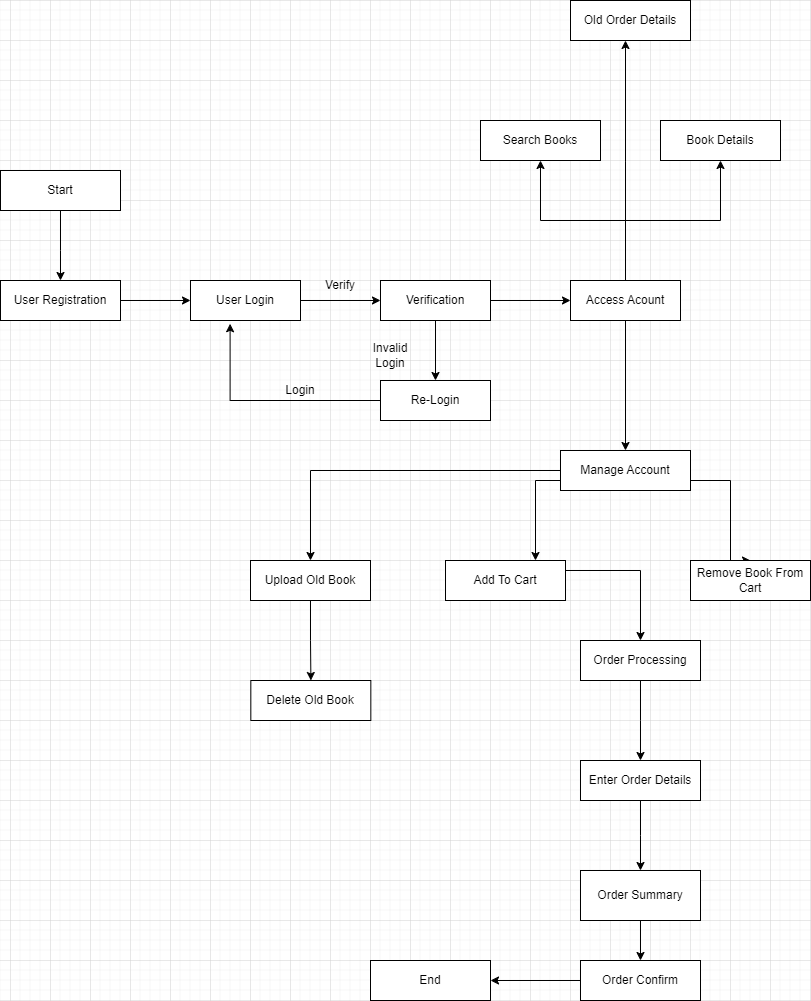 Old Order Details
Search Books
Book Details
Start
User Registration
User Login
Verify
Verification
Access Acount
Invalid
Login
Login
Re-Login
Manage Account
Upload Old Book
Add To Cart
Remove Book From
Cart
Order Processing
Delete Old Book
Enter Order Details
Order Summary
End
Order Confirm